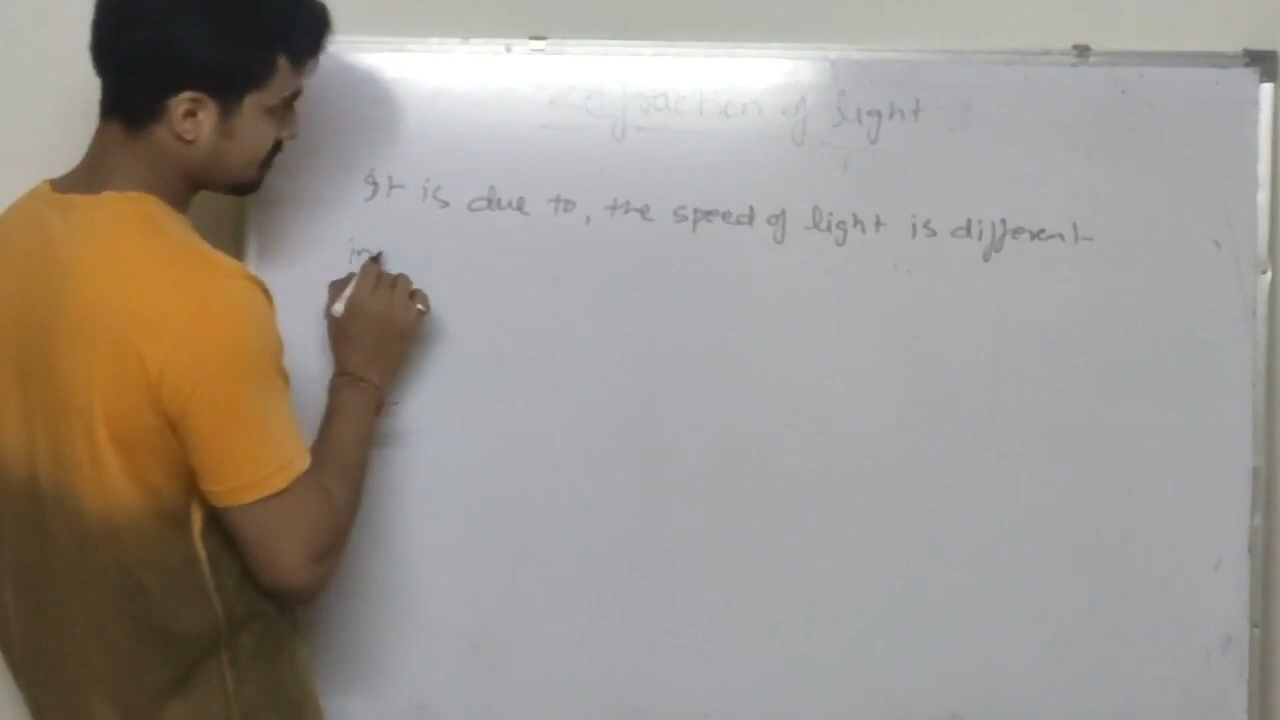 Refraction of light
It is due to, the speed of light is different
in